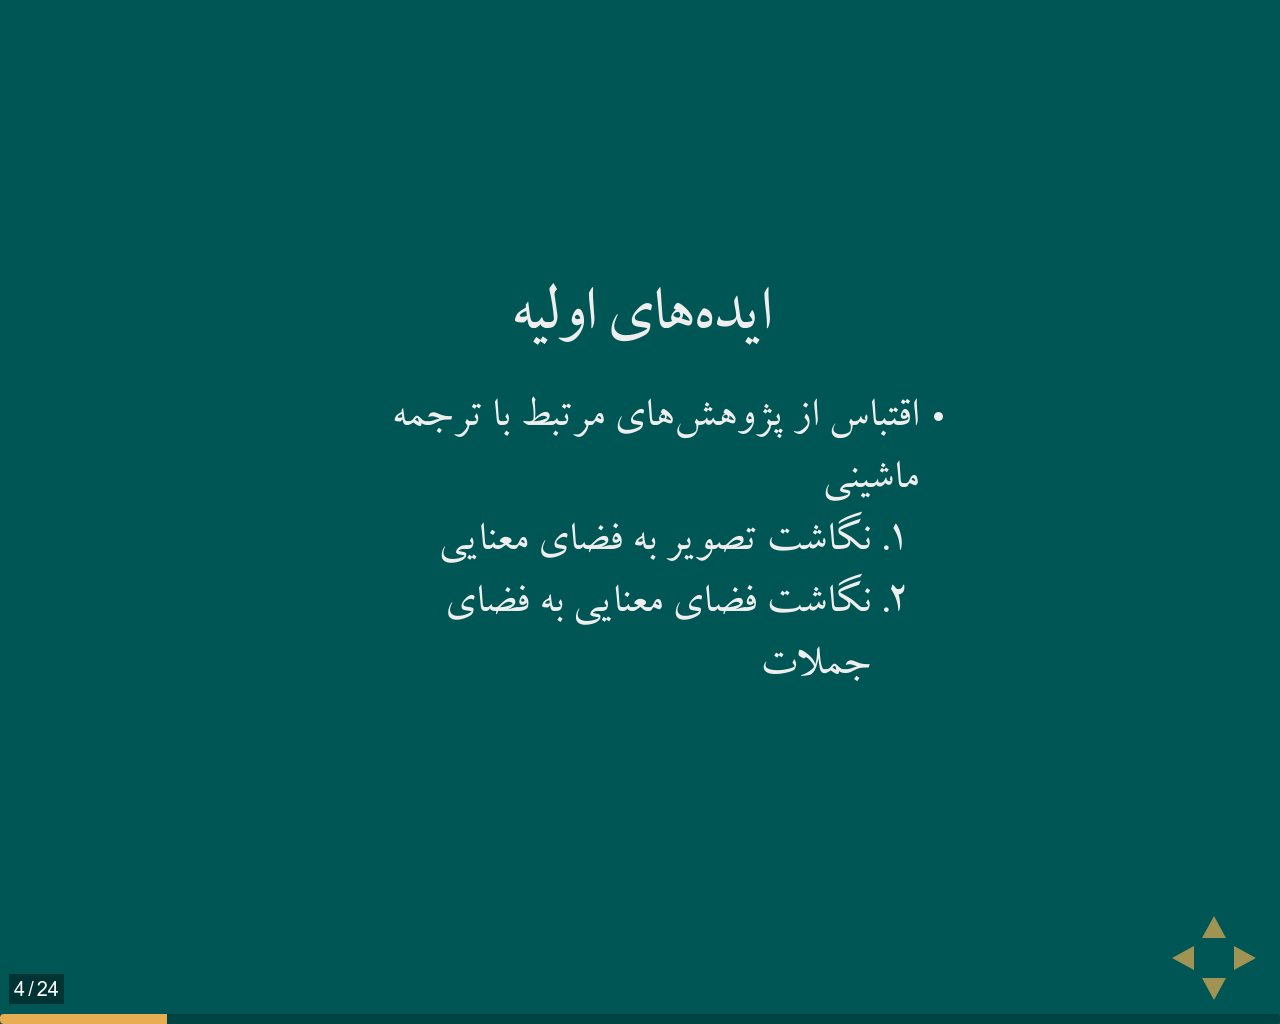 ایده‌های اولیه
• اقتباس از پژوهش‌های مرتبط با ترجمه
ماشینی
۱. نگاشت تصویر به فضای معنایی
۲. نگاشت فضای معنایی به فضای
جملات
4 / 24